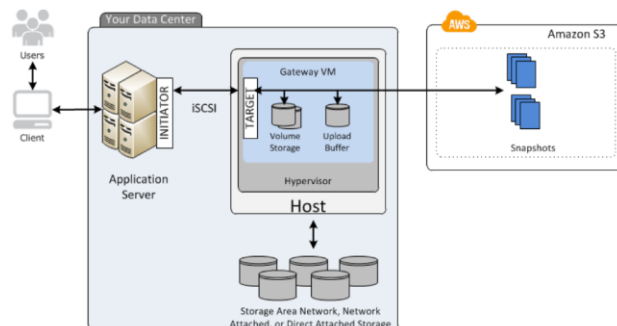 Your Data Center
AWS
Amazon S3
Users
Client
INITIATOR
iSCSI
TARGET
Gateway VM
Volume
Storage
Upload
Buffer
Snapshots
Hypervisor
Application
Server
Host
Storage Area Network, Network
Attached, or Direct Attached Storage